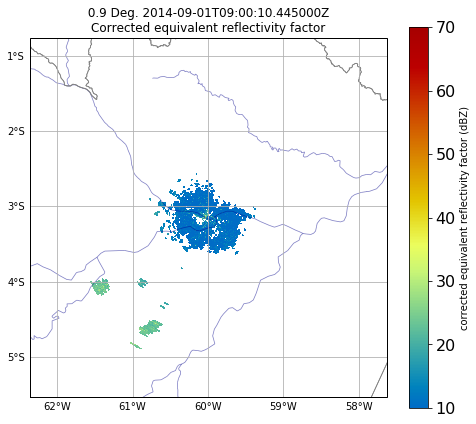 0.9 Deg. 2014-09-01T09:00:10.445000Z
Corrected equivalent reflectivity factor
1°S
2°S
3°S
4°S
5°S
62°W
61°W
60°W
59°W
58°W
70
60
50
40
30
20
10
corrected equivalent reflectivity factor (dBZ)